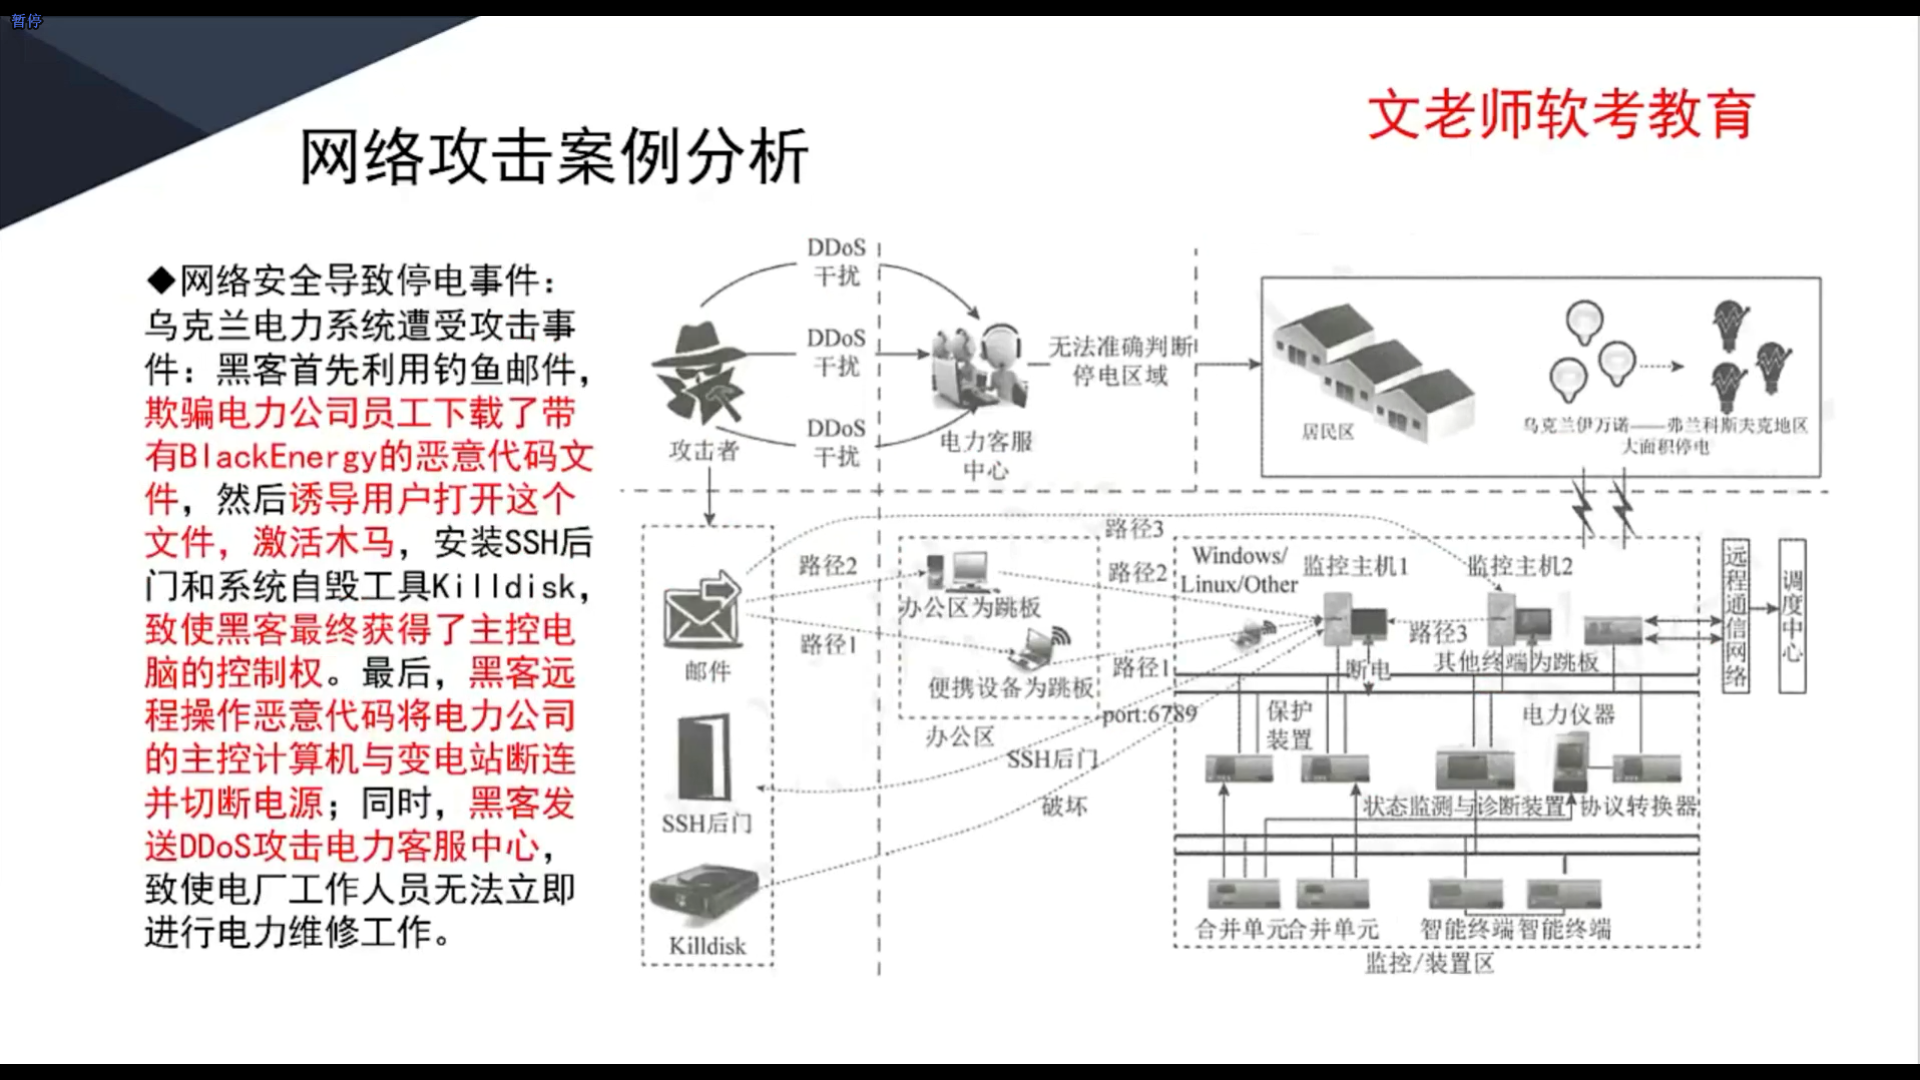 暂停
文老师软考教育
网络攻击案例分析
◆网络安全导致停电事件：
乌克兰电力系统遭受攻击事
件：黑客首先利用钓鱼邮件，
欺骗电力公司员工下载了带
有BlackEnergy的恶意代码文
件，然后诱导用户打开这个
文件，激活木马，安装SSH后
门和系统自毁工具Killdisk，
致使黑客最终获得了主控电
脑的控制权。最后，黑客远
程操作恶意代码将电力公司
的主控计算机与变电站断连
并切断电源；同时，黑客发
送DDoS攻击电力客服中心，
致使电厂工作人员无法立即
进行电力维修工作。
DDoS
干扰
DDoS
干扰
DDoS
干扰
攻击者
电力客服
中心
无法准确判断
停电区域
居民区
乌克兰伊万诺——弗兰科斯夫克地区
大面积停电
邮件
SSH后门
Killdisk
路径2
路径1
办公区为跳板
便携设备为跳板
办公区
路径3
路径2
路径1
port:6789
SSH后门
破坏
Windows/
Linux/Other
监控主机1
监控主机2
路径3
断电
其他终端为跳板
远程通信网络
调度中心
保护
装置
电力仪器
状态监测与诊断装置
协议转换器
合并单元
合并单元
智能终端
智能终端
监控/装置区